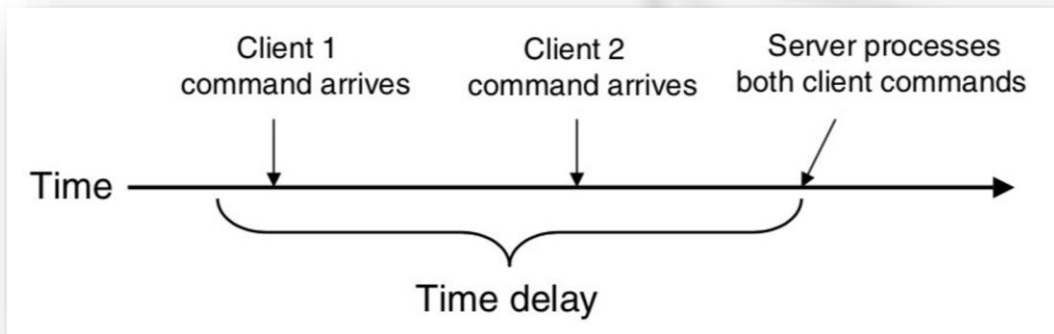 Client 1
command arrives
Client 2
command arrives
Server processes
both client commands
Time
Time delay